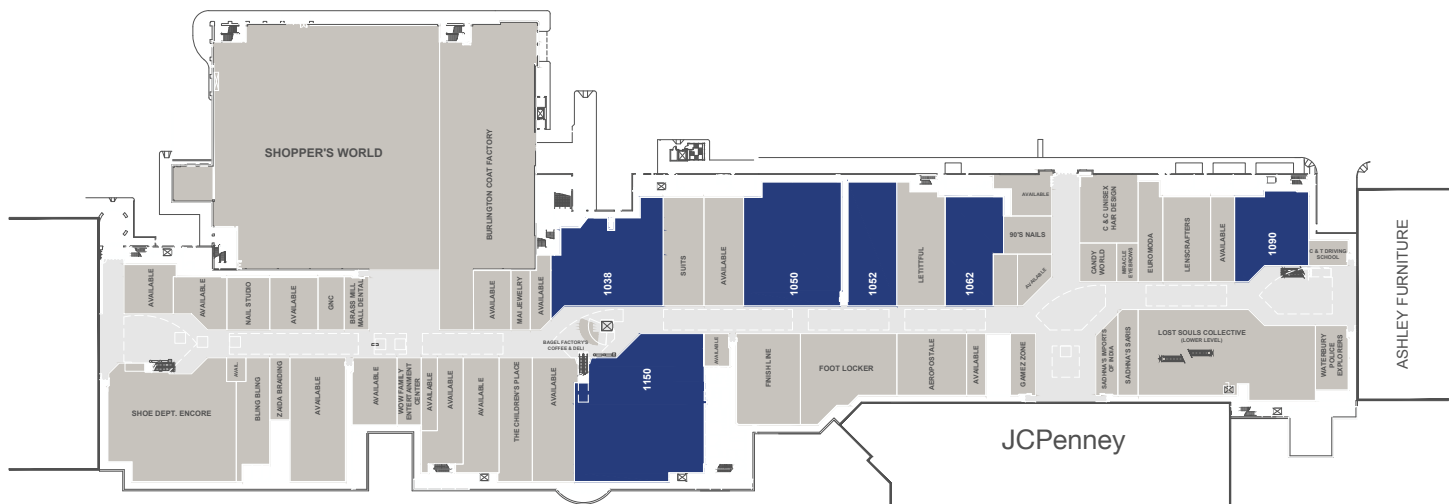 SHOPPER'S WORLD
BURLINGTON COAT FACTORY
AVAILABLE
AVAILABLE
NAIL STUDIO
AVAILABLE
GNC
BRASS MILL
MALL DENTAL
AVAILABLE
MAI JEWELRY
AVAILABLE
1038
SUITS
AVAILABLE
1050
1052
LETITFUL
1062
AVAILABLE
90'S NAILS
AVAILABLE
C & C UNISEX
HAIR DESIGN
CANDY
WORLD
MIRACLE
EYEBROWS
EUROMODA
LENSCRAFTERS
AVAILABLE
1090
C & T DRIVING
SCHOOL
ASHLEY FURNITURE
SHOE DEPT. ENCORE
AVAIL
BLING BLING
ZAIDA BRAIDING
AVAILABLE
AVAILABLE
WOW FAMILY
ENTERTAINMENT
CENTER
AVAILABLE
AVAILABLE
AVAILABLE
THE CHILDREN'S PLACE
AVAILABLE
BAGEL FACTORY'S
COFFEE & DELI
1150
AVAILABLE
FINISH LINE
FOOT LOCKER
AEROPOSTALE
AVAILABLE
GAMEZ ZONE
SADHNA'S IMPORTS
OF INDIA
SADHNA'S SARIS
LOST SOULS COLLECTIVE
(LOWER LEVEL)
WATERBURY
POLICE
EXPLORERS
JCPenney